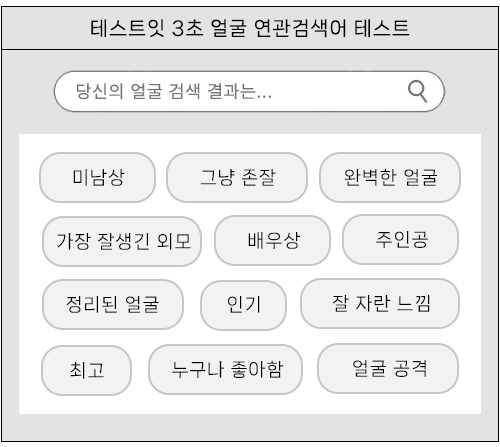 테스트잇 3초 얼굴 연관검색어 테스트
당신의 얼굴 검색 결과는...
미남상 그냥 존잘 완벽한 얼굴
가장 잘생긴 외모 배우상 주인공
정리된 얼굴 인기 잘 자란 느낌
최고 누구나 좋아함 얼굴 공격